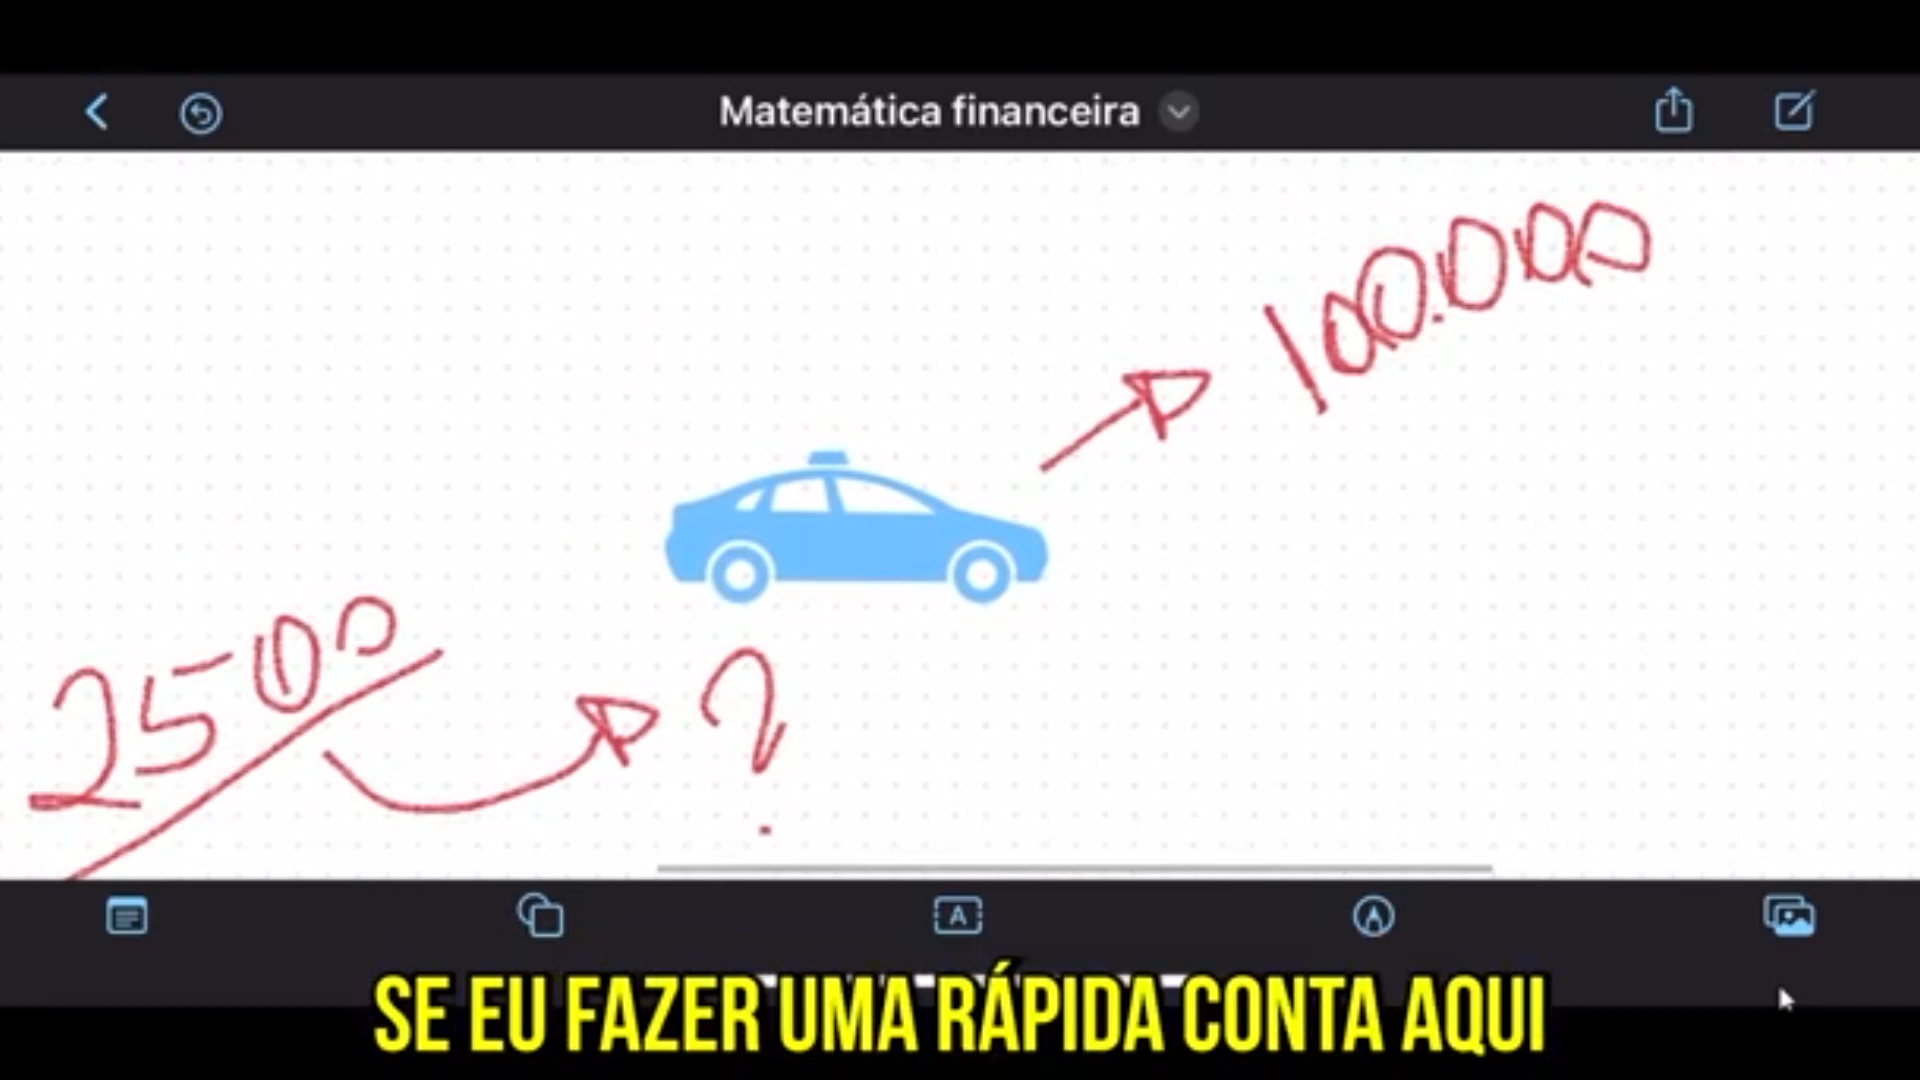 Matemática financeira
100.000
2500
?
A
SE EU FAZER UMA RÁPIDA CONTA AQUI